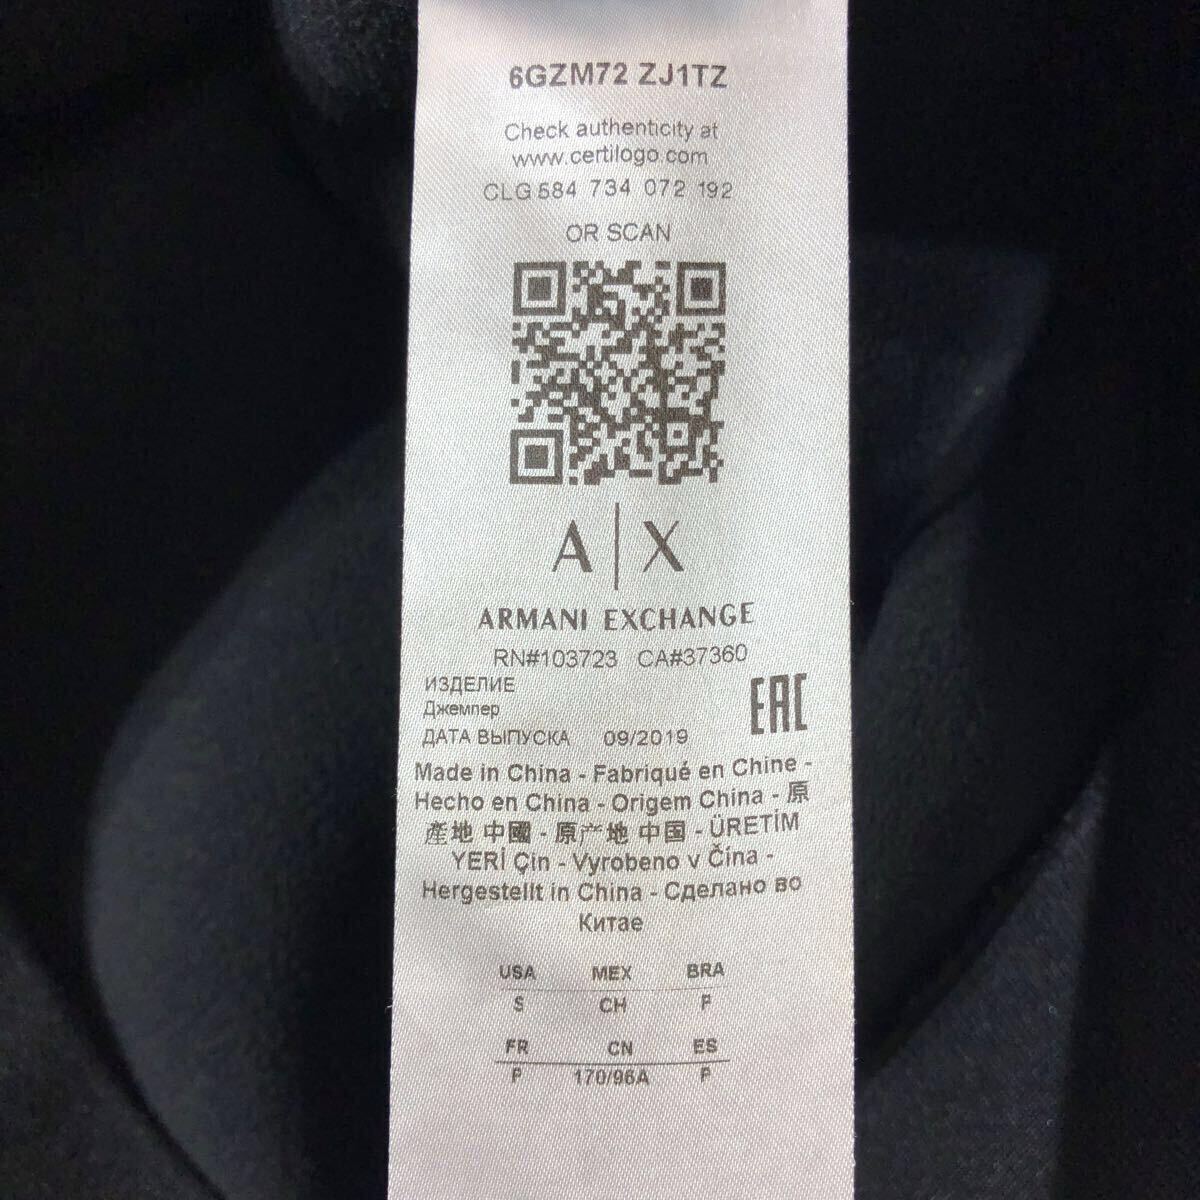 6GZM72 ZJ1TZ
Check authenticity at
www.certilogo.com
CLG 584 734 072 192
OR SCAN
A|X
ARMANI EXCHANGE
RN#103723 CA#37360
ИЗДЕЛИЕ
Джемпер
EAC
ДАТА ВЫПУСКА 09/2019
Made in China - Fabriqué en Chine -
Hecho en China - Origem China - 原
產地 中國 - 原产地 中国 - ÜRETİM
YERİ Çin - Vyrobeno v Čína -
Hergestellt in China - Сделано во
Китае
USA MEX BRA
S CH P
FR CN ES
P 170/96A P